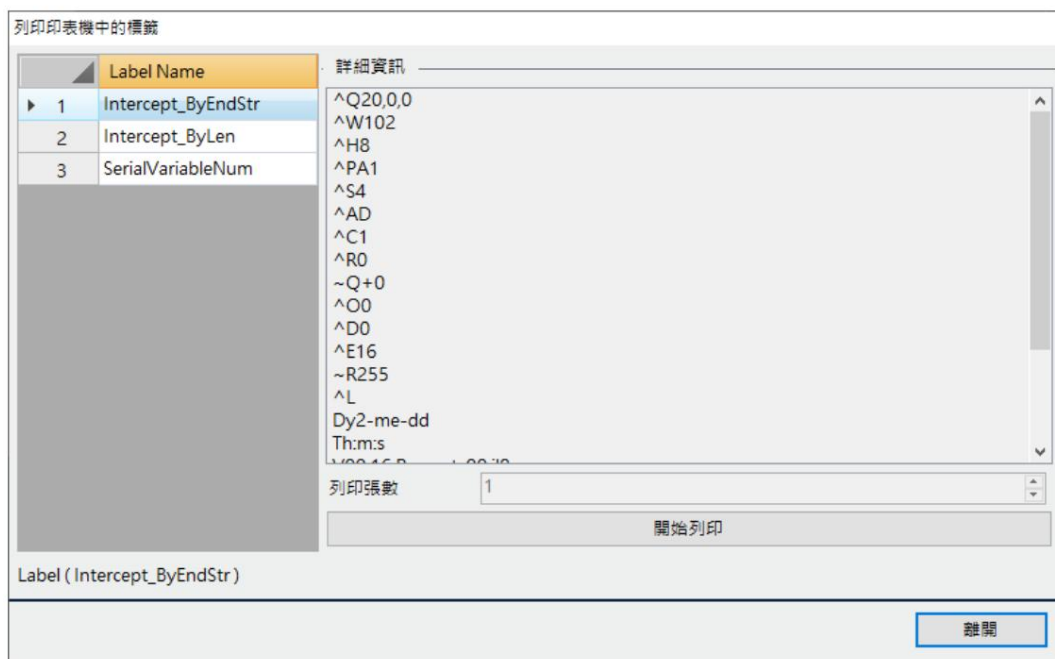 列印印表機中的標籤
Label Name
1 Intercept_ByEndStr
2 Intercept_ByLen
3 SerialVariableNum
詳細資訊
^Q20,0,0
^W102
^H8
^PA1
^S4
^AD
^C1
^R0
~Q+0
^O0
^D0
^E16
~R255
^L
Dy2-me-dd
Th:m:s
列印張數 1
開始列印
Label ( Intercept_ByEndStr )
離開